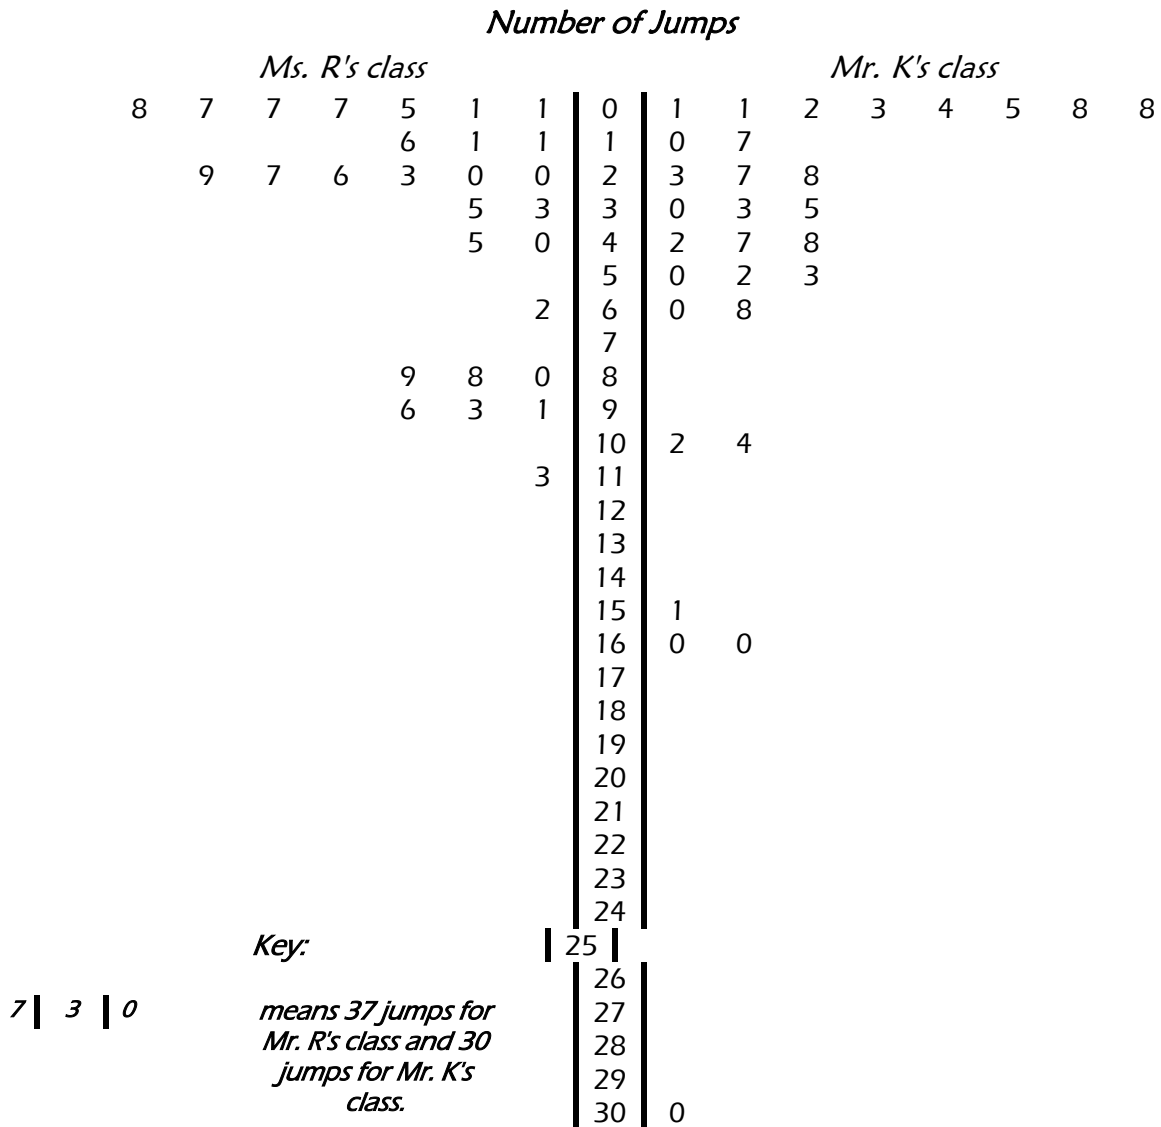 Number of Jumps
Ms. R's class Mr. K's class
8 7 7 7 5 1 1 | 0 | 1 1 2 3 4 5 8 8
6 1 1 | 1 | 0 7
9 7 6 3 0 0 | 2 | 3 7 8
5 3 | 3 | 0 3 5
5 0 | 4 | 2 7 8
| 5 | 0 2 3
2 | 6 | 0 8
| 7 |
9 8 0 | 8 |
6 3 1 | 9 |
| 10 | 2 4
3 | 11 |
| 12 |
| 13 |
| 14 |
| 15 | 1
| 16 | 0 0
| 17 |
| 18 |
| 19 |
| 20 |
| 21 |
| 22 |
| 23 |
| 24 |
Key: | 25 |
| 26 |
7 | 3 | 0 means 37 jumps for | 27 |
Mr. R's class and 30 | 28 |
jumps for Mr. K's | 29 |
class. | 30 | 0